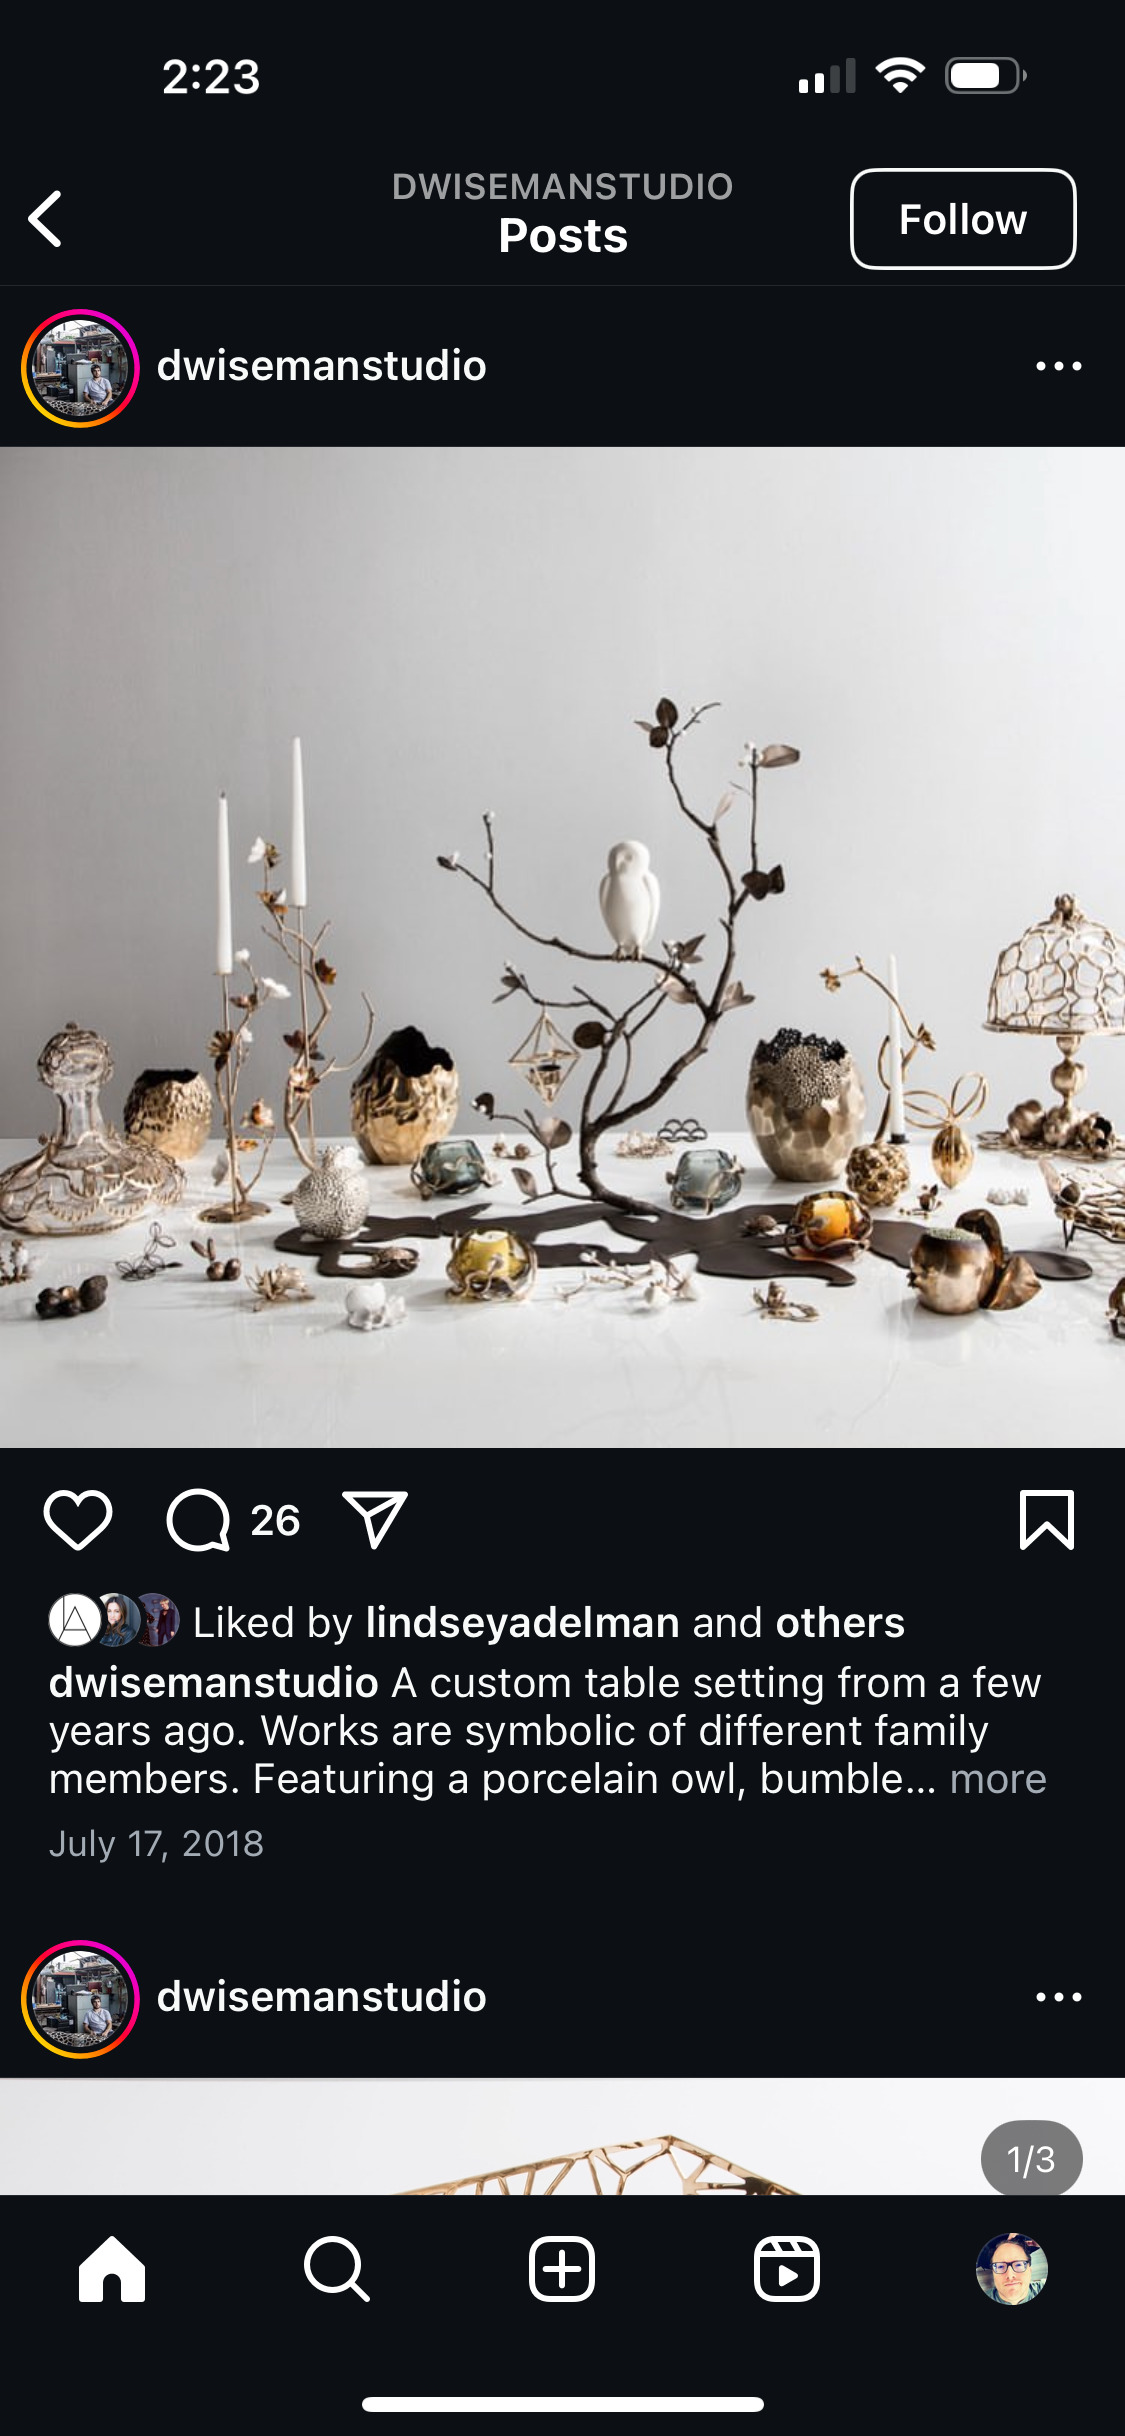 2:23
DWISEMANSTUDIO
Posts
Follow
dwisemanstudio
26
Liked by lindseyadelman and others
dwisemanstudio A custom table setting from a few
years ago. Works are symbolic of different family
members. Featuring a porcelain owl, bumble... more
July 17, 2018
dwisemanstudio
1/3